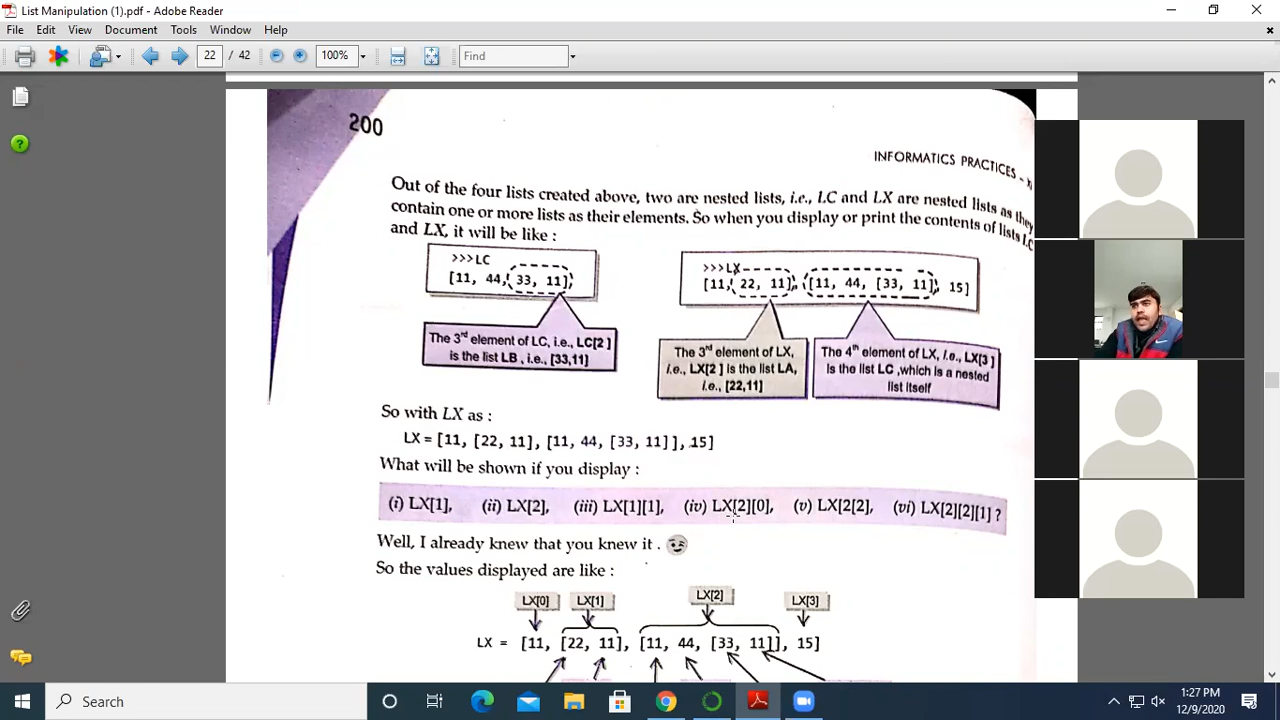 List Manipulation (1).pdf - Adobe Reader
File Edit View Document Tools Window Help
22 / 42 100% Find
200
INFORMATICS PRACTICES – XI
Out of the four lists created above, two are nested lists, i.e., LC and LX are nested lists as they
contain one or more lists as their elements. So when you display or print the contents of lists LC
and LX, it will be like :
>>>LC
[11, 44, [33, 11]]
>>>LX
[11, [22, 11], [11, 44, [33, 11]], 15]
The 3rd element of LC, i.e., LC[2]
is the list LB , i.e., [33,11]
The 3rd element of LX,
i.e., LX[2] is the list LA,
i.e., [22,11]
The 4th element of LX, i.e., LX[3]
is the list LC ,which is a nested
list itself
So with LX as :
LX = [11, [22, 11], [11, 44, [33, 11]], 15]
What will be shown if you display :
(i) LX[1], (ii) LX[2], (iii) LX[1][1], (iv) LX[2][0], (v) LX[2[2], (vi) LX[2][2][1] ?
Well, I already knew that you knew it .
So the values displayed are like :
LX[0] LX[1] LX[2] LX[3]
LX = [11, [22, 11], [11, 44, [33, 11]], 15]
Search
1:27 PM
12/9/2020